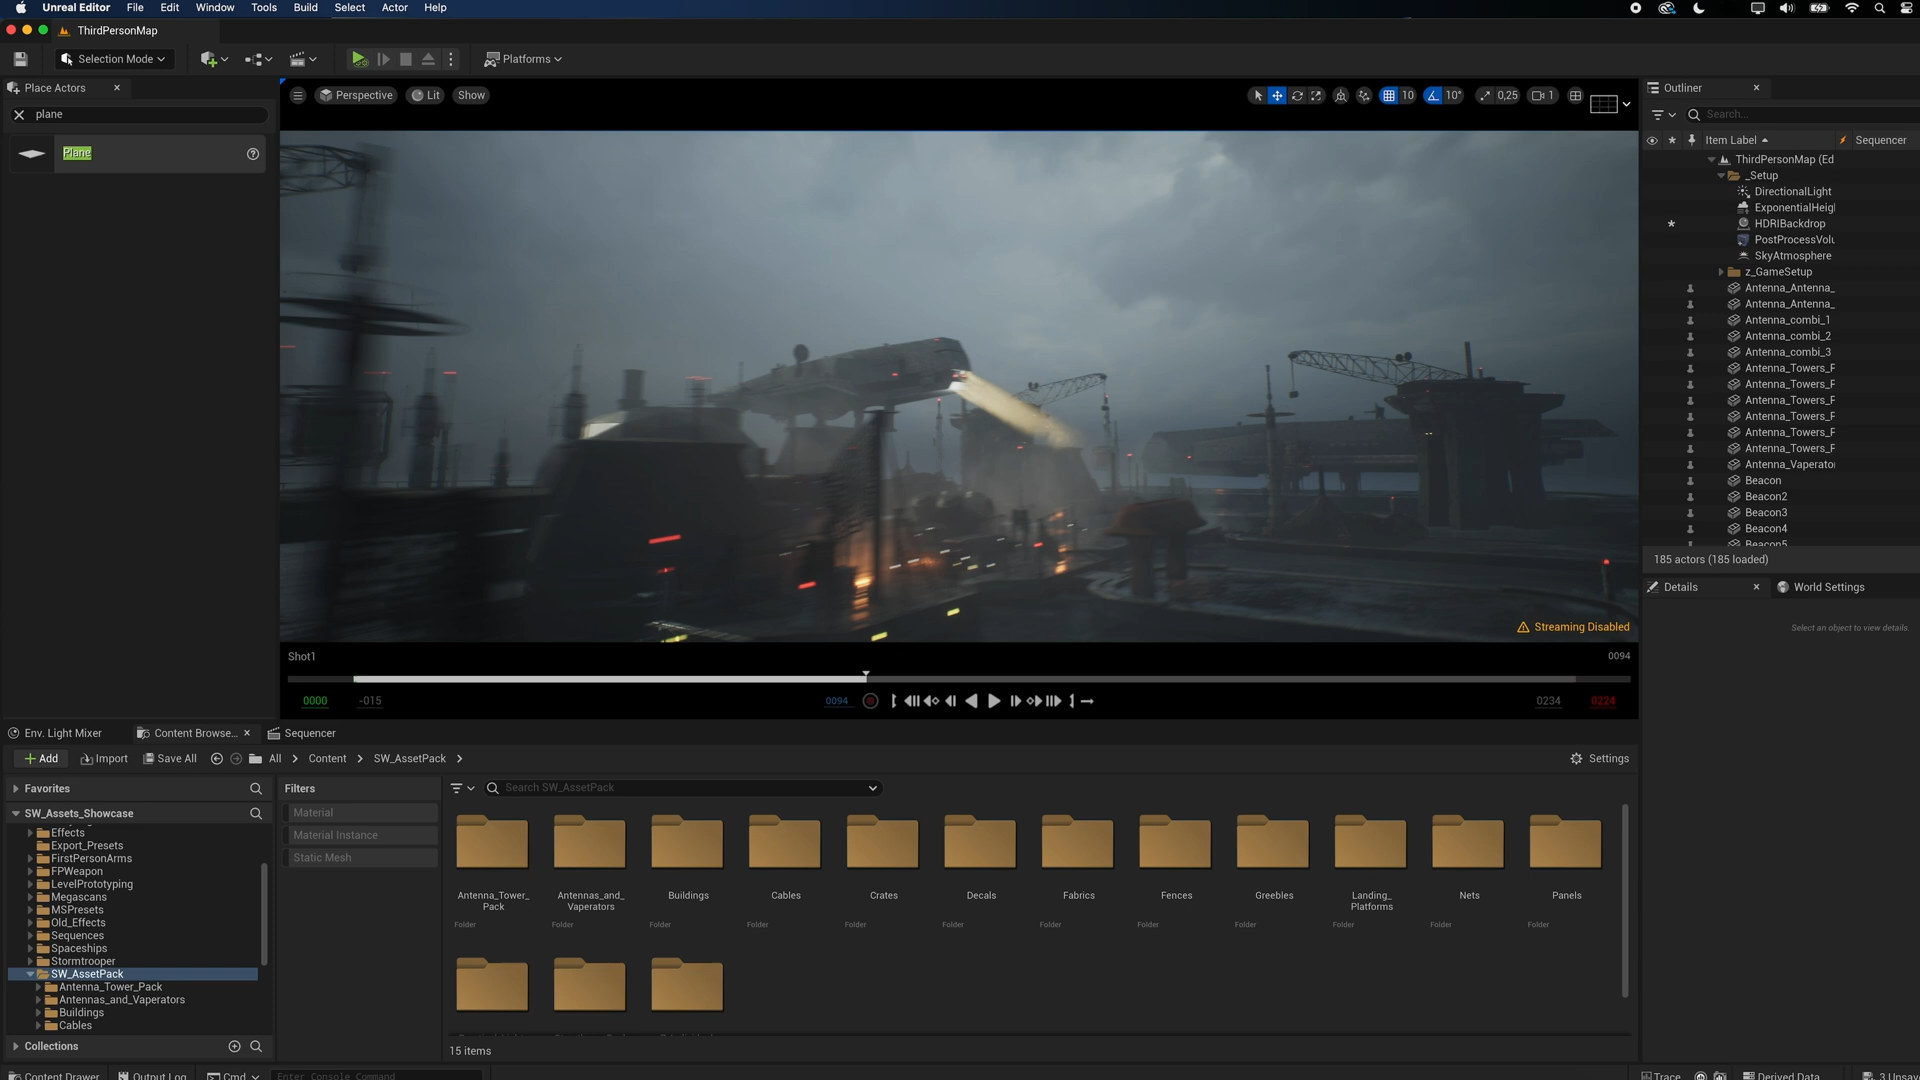 Unreal Editor File Edit Window Tools Build Select Actor Help
ThirdPersonMap
Selection Mode
Platforms
Place Actors
plane
Plane
Perspective Lit Show
10 10° 0,25 1
Streaming Disabled
Shot1 0094
0000 -015 0094 0234 0224
Outliner
Search...
Item Label Sequencer
ThirdPersonMap (Ed
_Setup
DirectionalLight
ExponentialHeigl
HDRIBackdrop
PostProcessVolu
SkyAtmosphere
z_GameSetup
Antenna_Antenna_
Antenna_Antenna_
Antenna_combi_1
Antenna_combi_2
Antenna_combi_3
Antenna_Towers_F
Antenna_Towers_F
Antenna_Towers_F
Antenna_Towers_F
Antenna_Towers_F
Antenna_Towers_F
Antenna_Vaperato
Beacon
Beacon2
Beacon3
Beacon4
Beacon5
185 actors (185 loaded)
Details World Settings
Select an object to view details
Env. Light Mixer Content Browse... Sequencer
Add Import Save All All Content SW_AssetPack Settings
Favorites
SW_Assets_Showcase
Effects
Export_Presets
FirstPersonArms
FPWeapon
LevelPrototyping
Megascans
MSPresets
Old_Effects
Sequences
Spaceships
Stormtrooper
SW_AssetPack
Antenna_Tower_Pack
Antennas_and_Vaperators
Buildings
Cables
Collections
Filters
Material
Material Instance
Static Mesh
Search SW_AssetPack
Antenna_Tower_
Pack
Folder
Antennas_and_
Vaperators
Folder
Buildings
Folder
Cables
Folder
Crates
Folder
Decals
Folder
Fabrics
Folder
Fences
Folder
Greebles
Folder
Landing_
Platforms
Folder
Nets
Folder
Panels
Folder
15 items
Content Drawer Output Log Cmd Enter Console Command
Trace Derived Data 3 Unsav